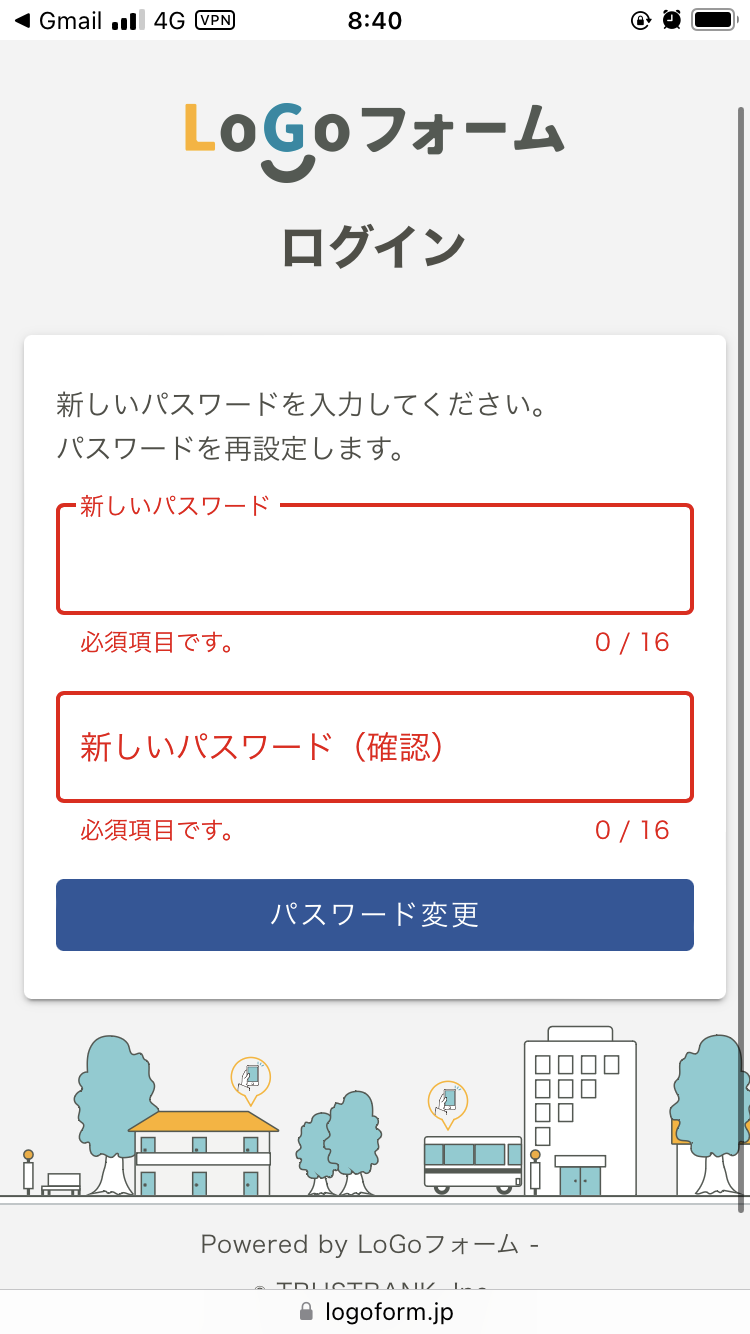 Gmail 4G VPN 8:40
LoGoフォーム
ログイン
新しいパスワードを入力してください。
パスワードを再設定します。
新しいパスワード
必須項目です。 0 / 16
新しいパスワード（確認）
必須項目です。 0 / 16
パスワード変更
Powered by LoGoフォーム -
© TRUSTBANK, Inc.
logoform.jp